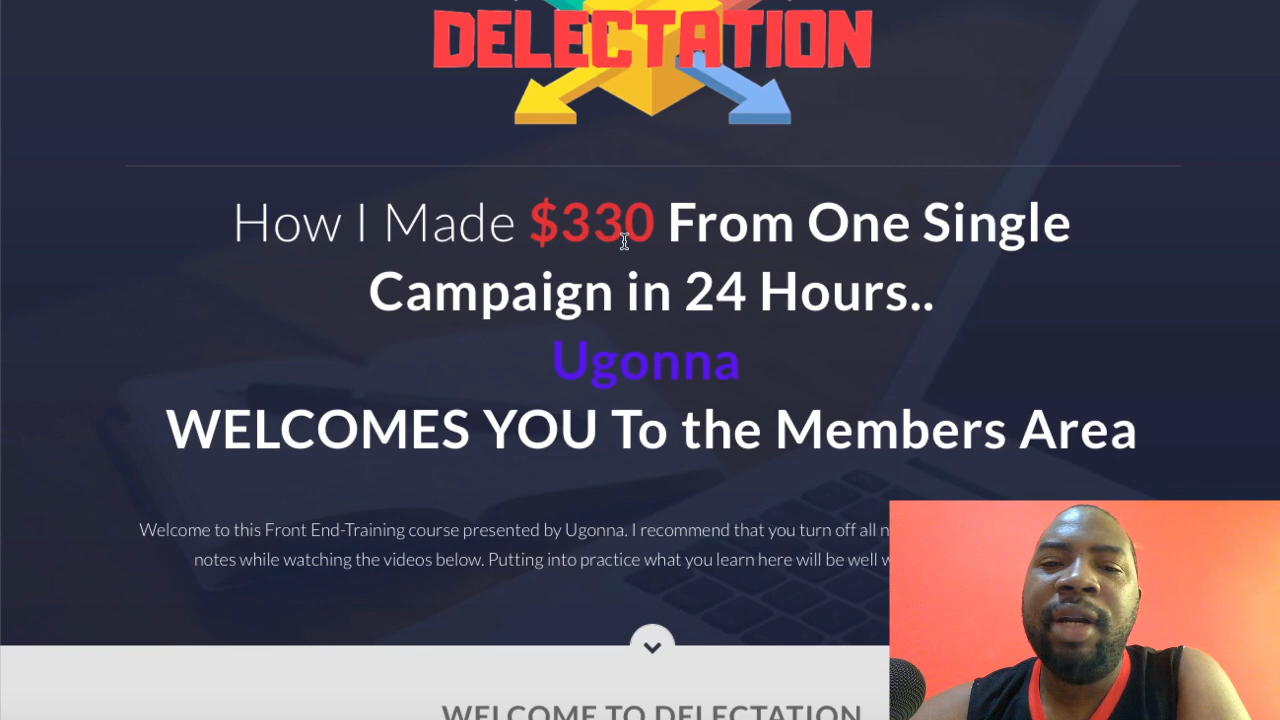 DELECTATION
How I Made $330 From One Single
Campaign in 24 Hours..
Ugonna
WELCOMES YOU To the Members Area
Welcome to this Front End-Training course presented by Ugonna. I recommend that you turn off all
notes while watching the videos below. Putting into practice what you learn here will be well
WELCOME TO DELECTATION